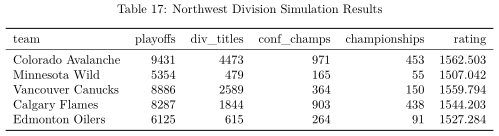 Table 17: Northwest Division Simulation Results
team playoffs div_titles conf_champs championships rating
Colorado Avalanche 9431 4473 971 453 1562.503
Minnesota Wild 5354 479 165 55 1507.042
Vancouver Canucks 8886 2589 364 150 1559.794
Calgary Flames 8287 1844 903 438 1544.203
Edmonton Oilers 6125 615 264 91 1527.284